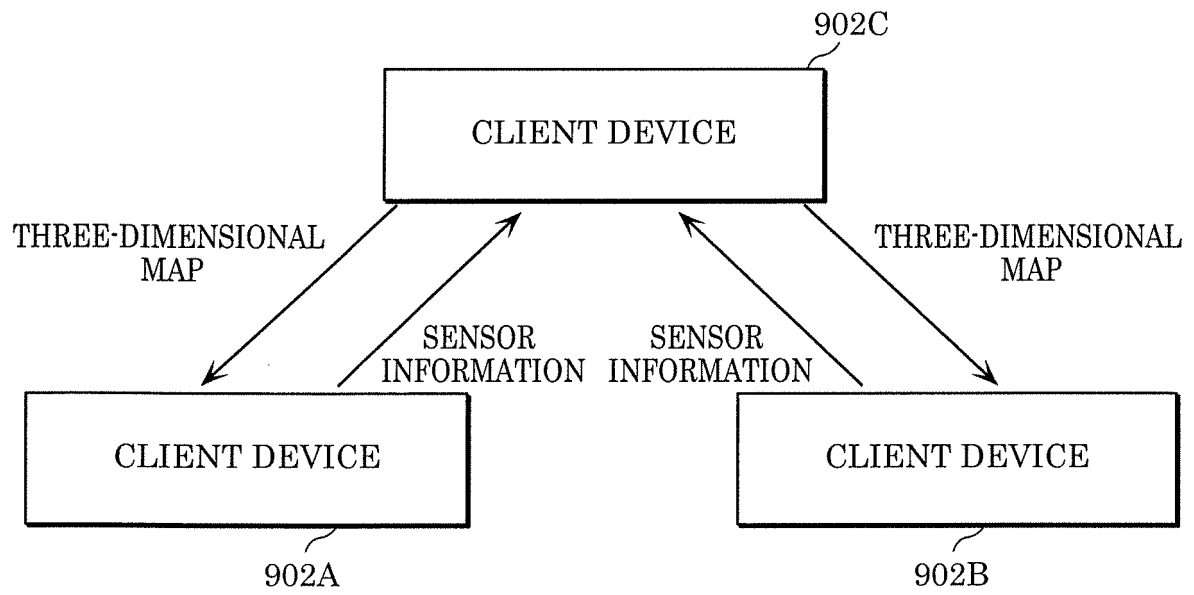 902C
CLIENT DEVICE
THREE-DIMENSIONAL
MAP
THREE-DIMENSIONAL
MAP
SENSOR
INFORMATION
SENSOR
INFORMATION
CLIENT DEVICE
CLIENT DEVICE
902A
902B